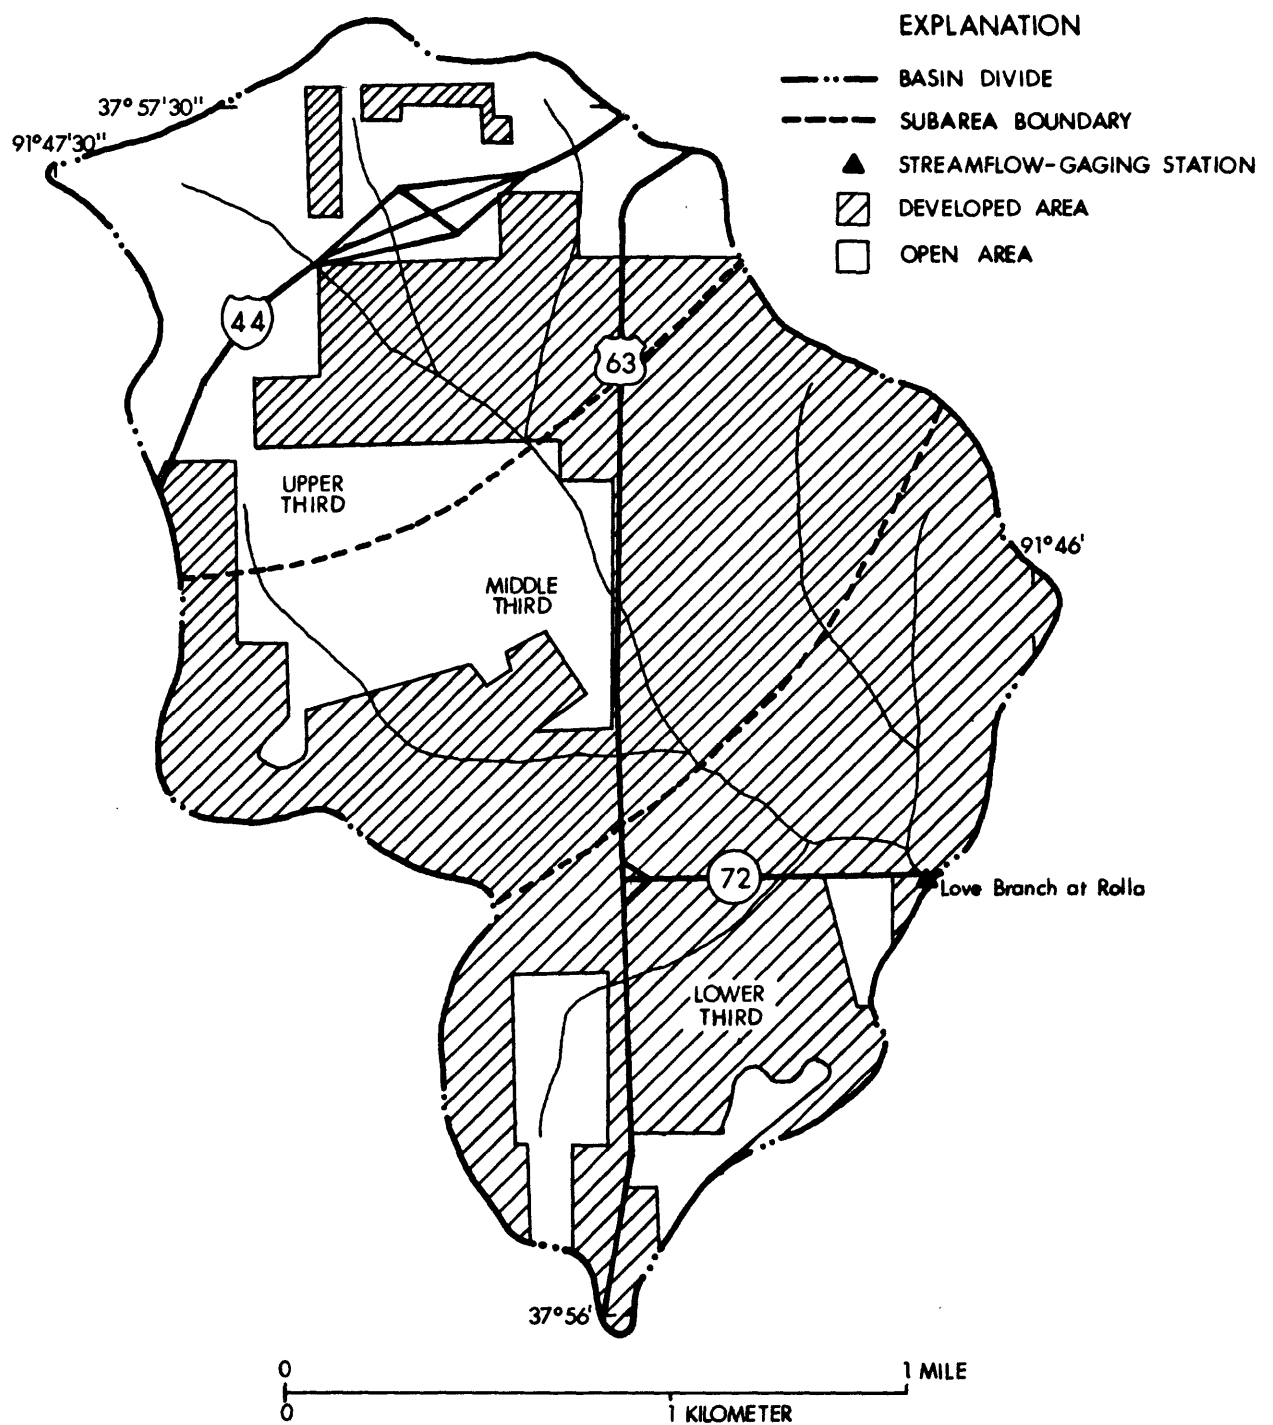 EXPLANATION
BASIN DIVIDE
SUBAREA BOUNDARY
STREAMFLOW-GAGING STATION
DEVELOPED AREA
OPEN AREA
37°57'30"
91°47'30"
44
63
UPPER
THIRD
91°46'
MIDDLE
THIRD
72
Love Branch at Rolla
LOWER
THIRD
37°56'
0
1 MILE
0
1 KILOMETER